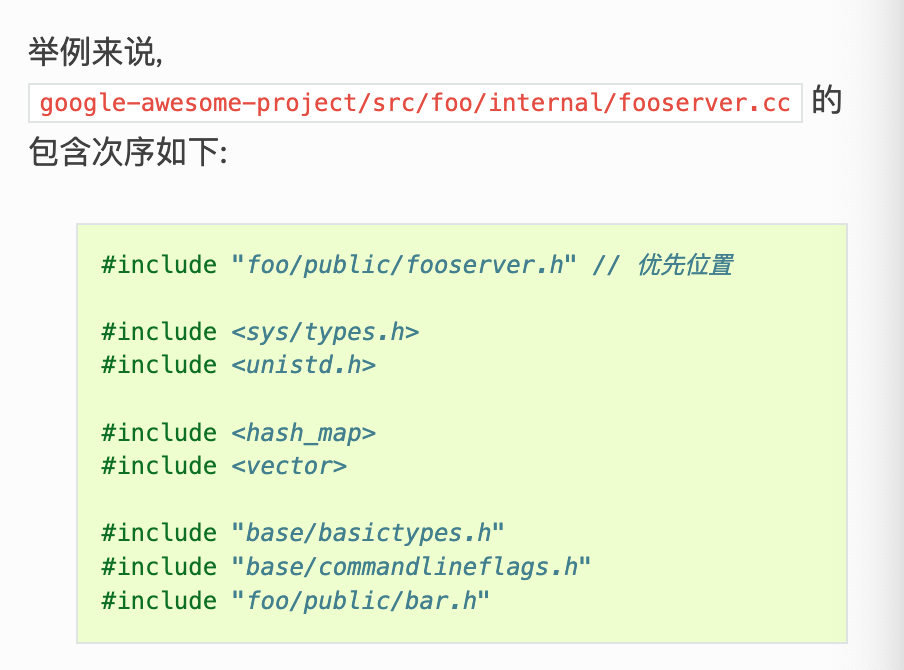 举例来说,
google-awesome-project/src/foo/internal/fooserver.cc 的
包含次序如下:
#include "foo/public/fooserver.h" // 优先位置
#include <sys/types.h>
#include <unistd.h>
#include <hash_map>
#include <vector>
#include "base/basictypes.h"
#include "base/commandlineflags.h"
#include "foo/public/bar.h"